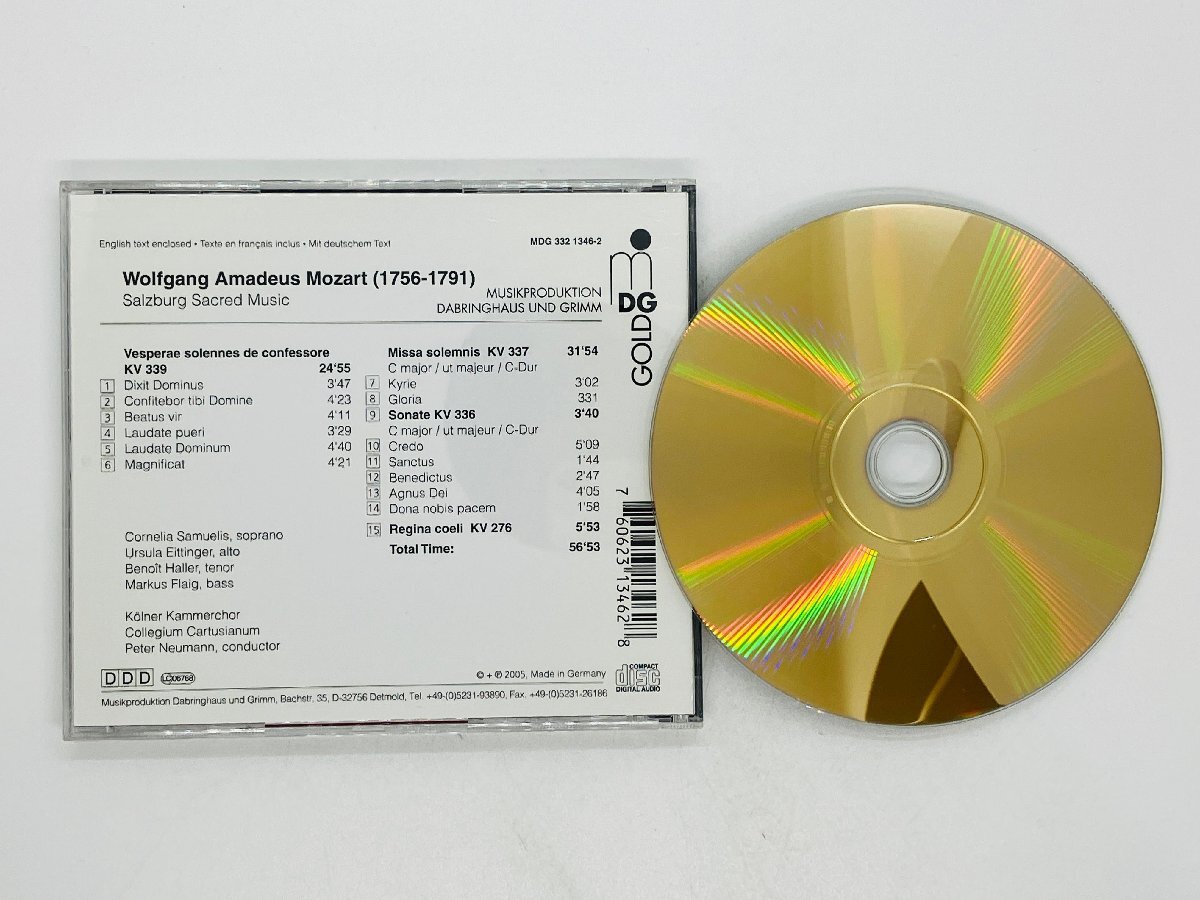 English text enclosed • Texte en français inclus • Mit deutschem Text
MDG 332 1346-2
Wolfgang Amadeus Mozart (1756-1791)
Salzburg Sacred Music
MUSIKPRODUKTION
DABRINGHAUS UND GRIMM
DG
GOLD
Vesperae solennes de confessore
KV 339 24'55
1 Dixit Dominus 3'47
2 Confitebor tibi Domine 4'23
3 Beatus vir 4'11
4 Laudate pueri 3'29
5 Laudate Dominum 4'40
6 Magnificat 4'21
Missa solemnis KV 337 31'54
C major / ut majeur / C-Dur
7 Kyrie 3'02
8 Gloria 331
9 Sonate KV 336 3'40
C major / ut majeur / C-Dur
10 Credo 5'09
11 Sanctus 1'44
12 Benedictus 2'47
13 Agnus Dei 4'05
14 Dona nobis pacem 1'58
15 Regina coeli KV 276 5'53
Total Time: 56'53
Cornelia Samuelis, soprano
Ursula Eittinger, alto
Benoît Haller, tenor
Markus Flaig, bass
Kölner Kammerchor
Collegium Cartusianum
Peter Neumann, conductor
7 60623 13462 8
DDD
LC06768
© + ℗ 2005, Made in Germany
COMPACT
disc
DIGITAL AUDIO
Musikproduktion Dabringhaus und Grimm, Bachstr. 35, D-32756 Detmold, Tel. +49-(0)5231-93890, Fax. +49-(0)5231-26186